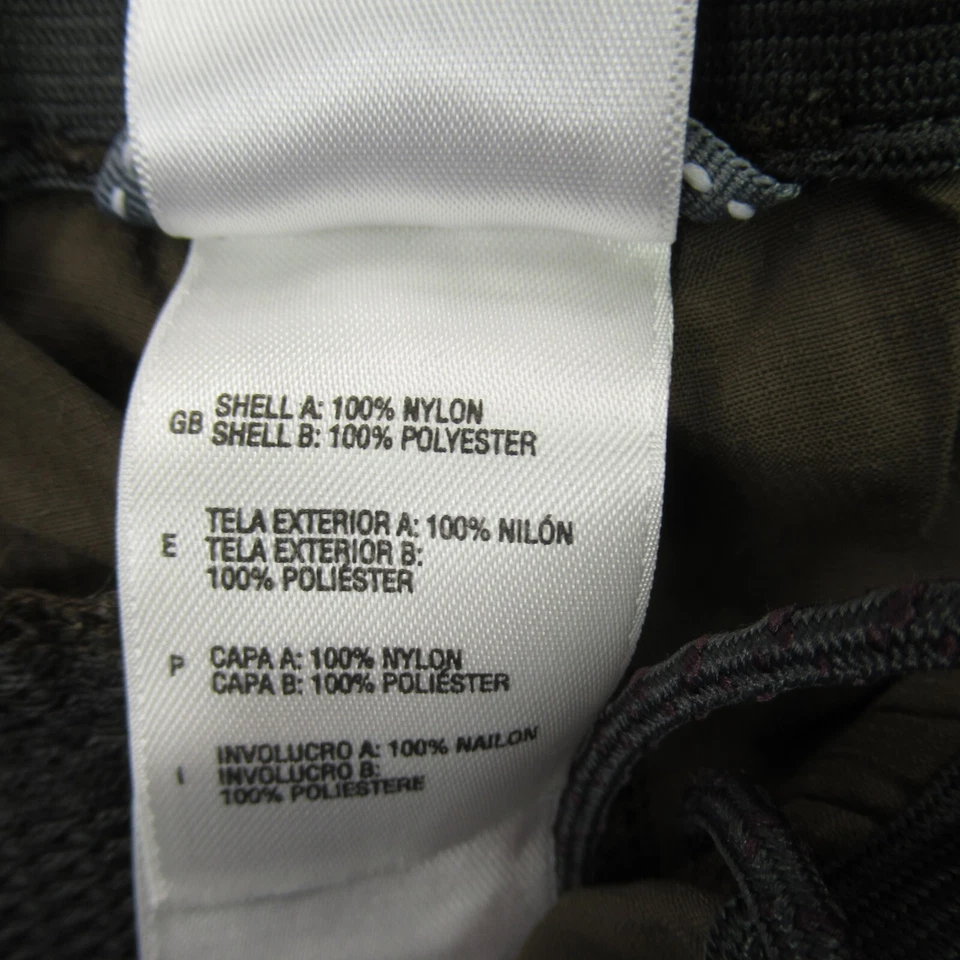 GB SHELL A: 100% NYLON
SHELL B: 100% POLYESTER
E TELA EXTERIOR A: 100% NILÓN
TELA EXTERIOR B:
100% POLIÉSTER
P CAPA A: 100% NYLON
CAPA B: 100% POLIÉSTER
I INVOLUCRO A: 100% NAILON
INVOLUCRO B:
100% POLIESTERE